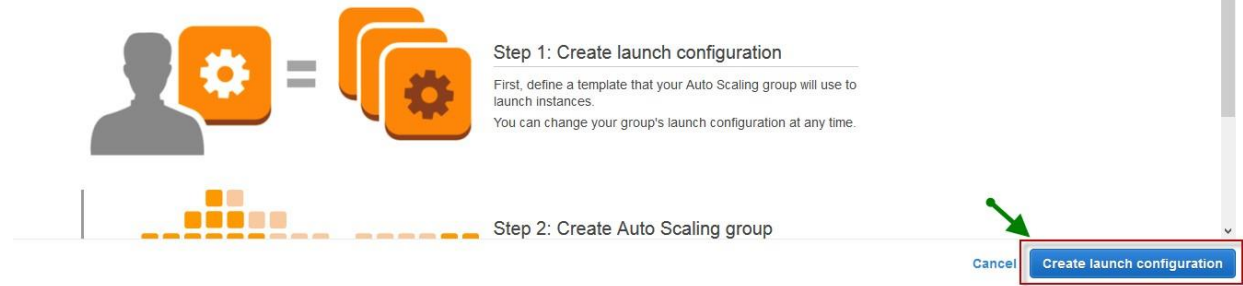 Step 1: Create launch configuration
First, define a template that your Auto Scaling group will use to
launch instances.
You can change your group's launch configuration at any time.
Step 2: Create Auto Scaling group
Cancel
Create launch configuration